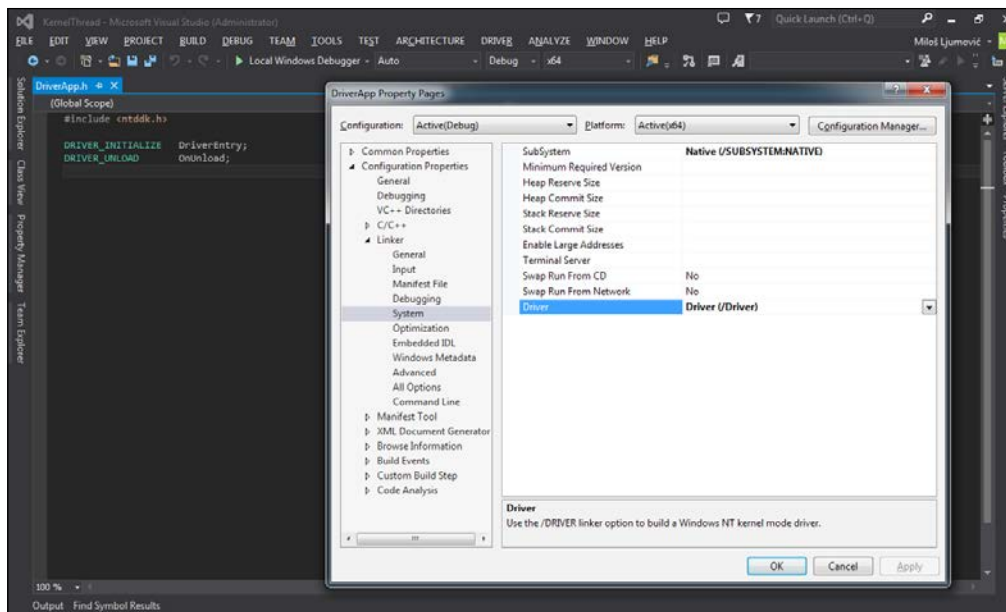 KernelThread - Microsoft Visual Studio (Administrator)
7 Quick Launch (Ctrl+Q)
FILE EDIT VIEW PROJECT BUILD DEBUG TEAM TOOLS TEST ARCHITECTURE DRIVER ANALYZE WINDOW HELP
Miloš Ljumović
Local Windows Debugger Auto Debug x64
Solution Explorer
Class View
Property Manager
Team Explorer
DriverApp.h
(Global Scope)
#include <ntddk.h>
DRIVER_INITIALIZE DriverEntry;
DRIVER_UNLOAD OnUnload;
100 %
Output Find Symbol Results
DriverApp Property Pages
Configuration: Active(Debug) Platform: Active(x64) Configuration Manager...
Common Properties
Configuration Properties
General
Debugging
VC++ Directories
C/C++
Linker
General
Input
Manifest File
Debugging
System
Optimization
Embedded IDL
Windows Metadata
Advanced
All Options
Command Line
Manifest Tool
XML Document Generator
Browse Information
Build Events
Custom Build Step
Code Analysis
SubSystem Native (/SUBSYSTEM:NATIVE)
Minimum Required Version
Heap Reserve Size
Heap Commit Size
Stack Reserve Size
Stack Commit Size
Enable Large Addresses
Terminal Server
Swap Run From CD No
Swap Run From Network No
Driver Driver (/Driver)
Driver
Use the /DRIVER linker option to build a Windows NT kernel mode driver.
OK Cancel Apply